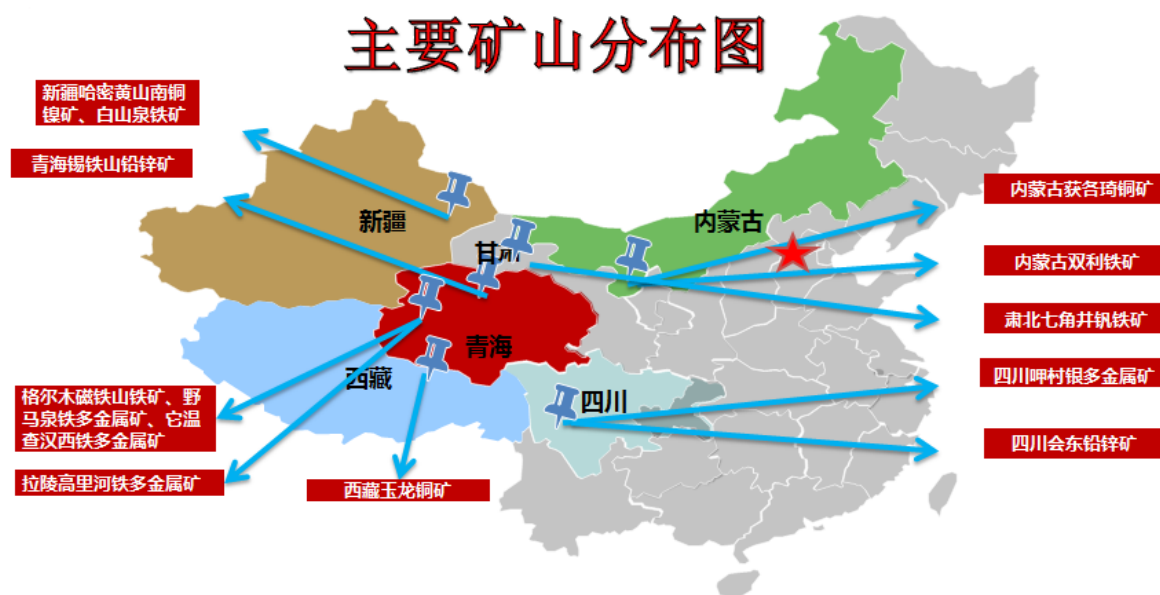 主要矿山分布图
新疆哈密黄山南铜
镍矿、白山泉铁矿
青海锡铁山铅锌矿
新疆
甘肃
内蒙古
青海
西藏
四川
内蒙古获各琦铜矿
内蒙古双利铁矿
肃北七角井钒铁矿
四川呷村银多金属矿
四川会东铅锌矿
格尔木磁铁山铁矿、野
马泉铁多金属矿、它温
查汉西铁多金属矿
拉陵高里河铁多金属矿
西藏玉龙铜矿